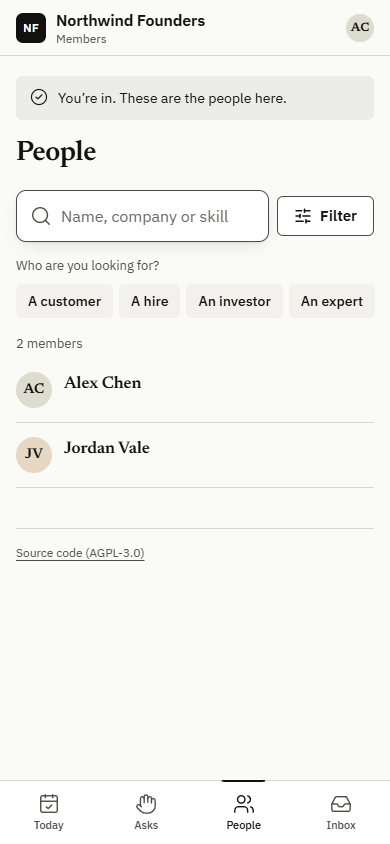 NF
Northwind Founders
Members
AC
You're in. These are the people here.
People
Name, company or skill
Filter
Who are you looking for?
A customer
A hire
An investor
An expert
2 members
AC
Alex Chen
JV
Jordan Vale
Source code (AGPL-3.0)
Today
Asks
People
Inbox